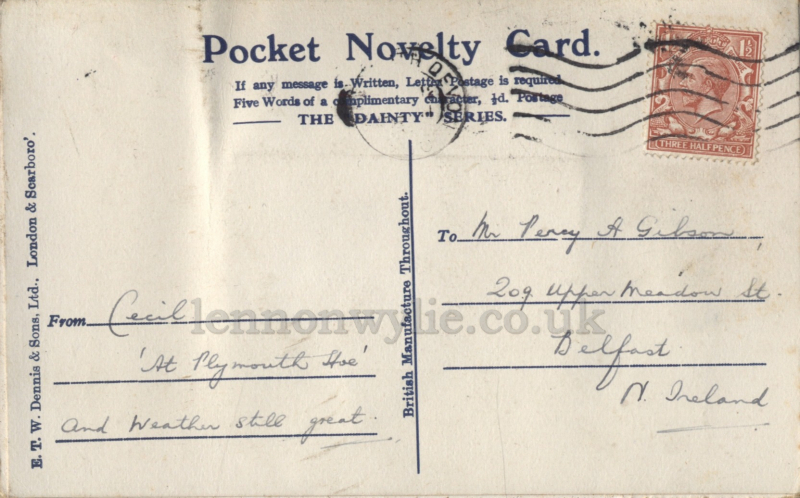 Pocket Novelty Card.
If any message is Written, Letter Postage is required.
Five Words of a complimentary character, ½d. Postage
THE "DAINTY" SERIES.
1½
THREE HALFPENCE
DEVON
E. T. W. Dennis & Sons, Ltd., London & Scarboro'.
From Cecil
'At Plymouth Hoe'
and Weather still great.
British Manufacture Throughout.
To Mr Percy A Gibson,
209 Upper Meadow St.
Belfast
N. Ireland
lennonwylie.co.uk